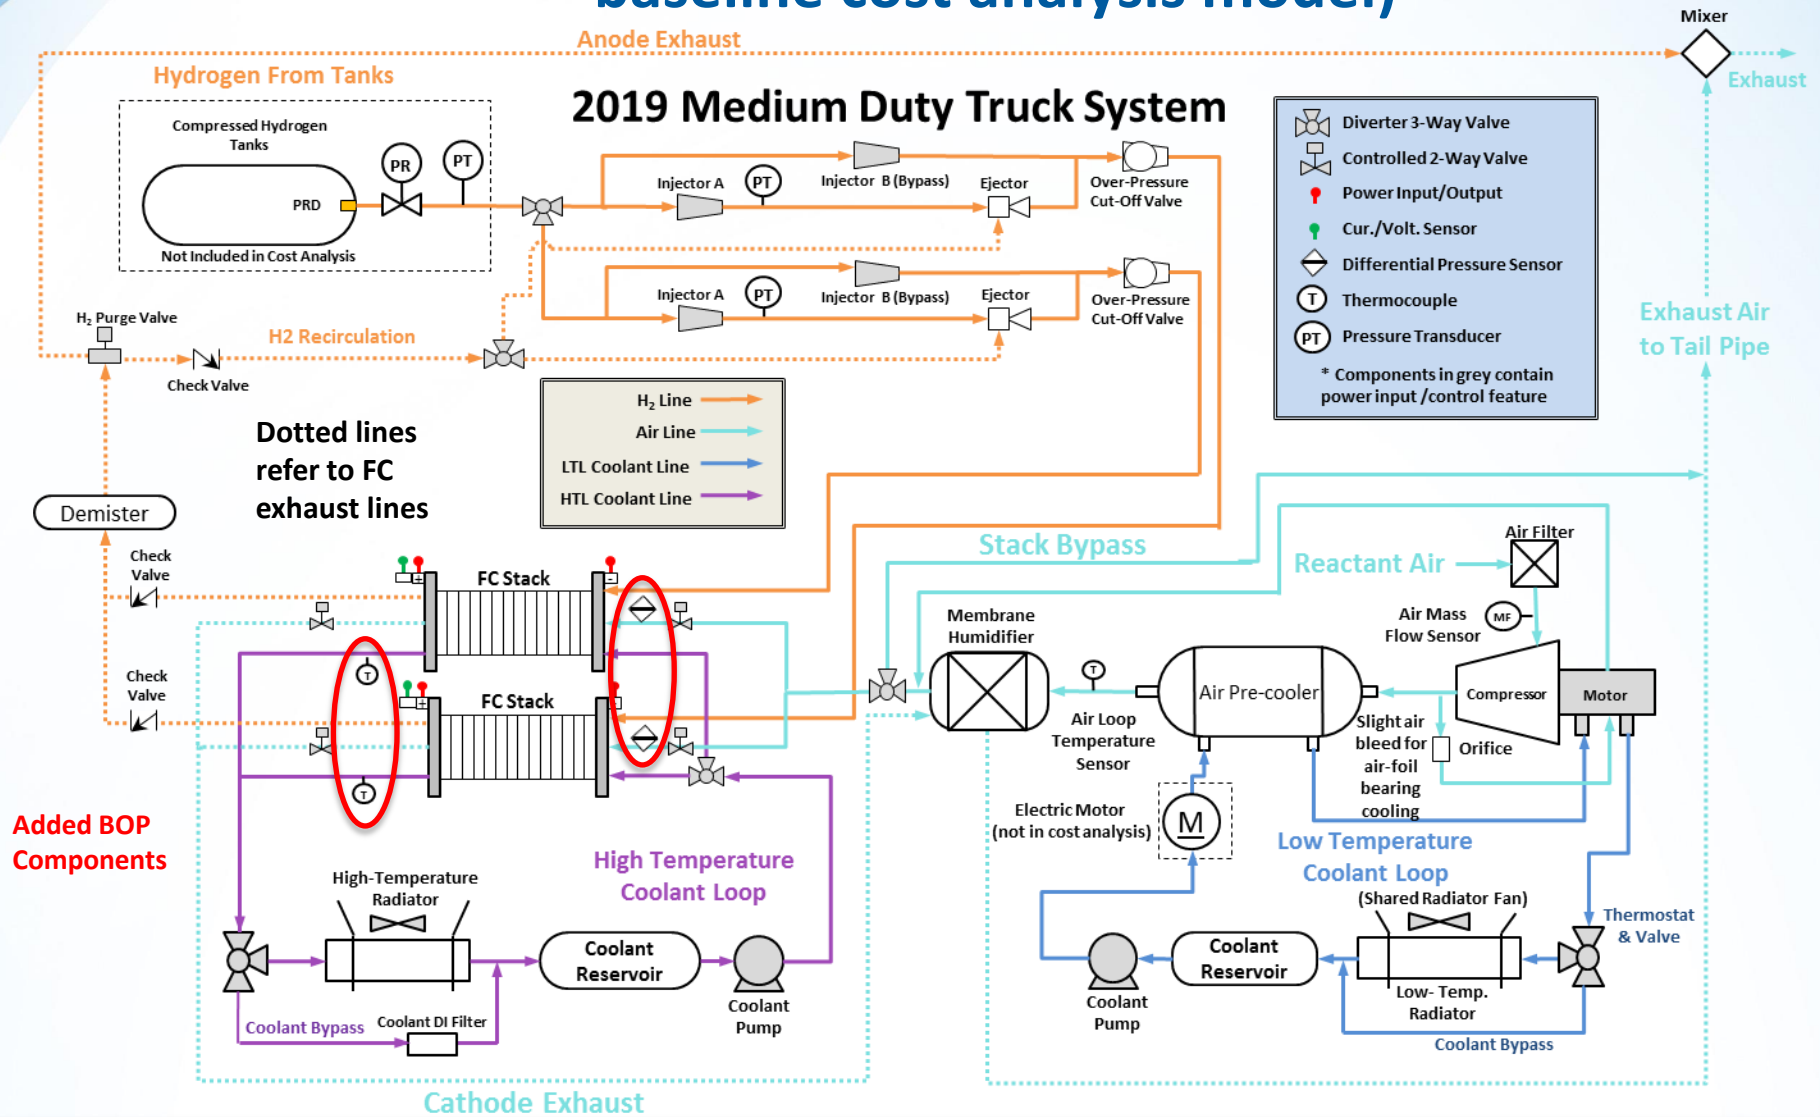 baseline cost analysis model)
Mixer
Anode Exhaust
Exhaust
Hydrogen From Tanks
2019 Medium Duty Truck System
Compressed Hydrogen
Tanks
PR
PT
PRD
Not Included in Cost Analysis
Injector A
PT
Injector B (Bypass)
Ejector
Over-Pressure
Cut-Off Valve
Injector A
PT
Injector B (Bypass)
Ejector
Over-Pressure
Cut-Off Valve
Diverter 3-Way Valve
Controlled 2-Way Valve
Power Input/Output
Cur./Volt. Sensor
Differential Pressure Sensor
T
Thermocouple
PT
Pressure Transducer
* Components in grey contain
power input /control feature
H₂ Purge Valve
H2 Recirculation
Check Valve
Exhaust Air
to Tail Pipe
H₂ Line
Air Line
LTL Coolant Line
HTL Coolant Line
Dotted lines
refer to FC
exhaust lines
Demister
Check
Valve
FC Stack
+
-
Check
Valve
T
FC Stack
+
T
Added BOP
Components
Stack Bypass
Reactant Air
Air Filter
Air Mass
Flow Sensor
MF
Membrane
Humidifier
T
Air Loop
Temperature
Sensor
Air Pre-cooler
Compressor
Motor
Slight air
bleed for
air-foil
bearing
cooling
Orifice
Electric Motor
(not in cost analysis)
M
Low Temperature
Coolant Loop
(Shared Radiator Fan)
Thermostat
& Valve
High Temperature
Coolant Loop
High-Temperature
Radiator
Coolant
Reservoir
Coolant
Pump
Coolant Bypass
Coolant DI Filter
Coolant
Reservoir
Coolant
Pump
Low- Temp.
Radiator
Coolant Bypass
Cathode Exhaust